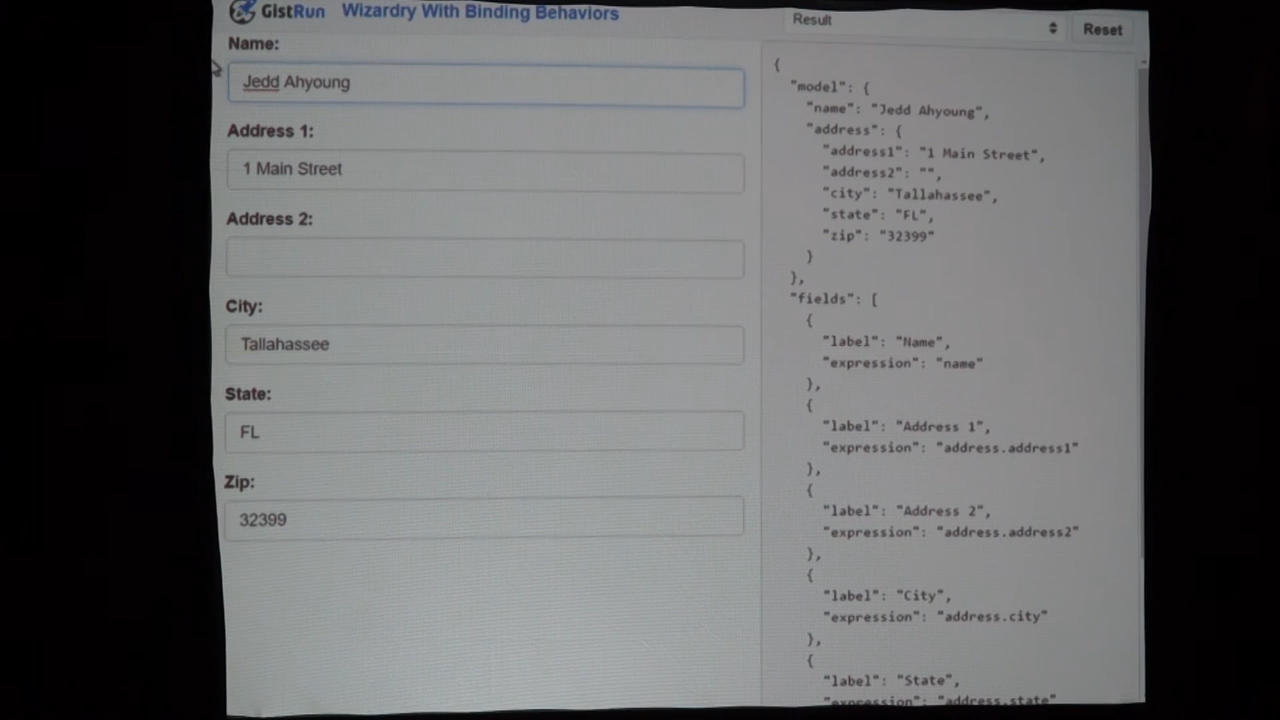 GistRun Wizardry With Binding Behaviors
Result
Reset
Name:
Jedd Ahyoung
Address 1:
1 Main Street
Address 2:
City:
Tallahassee
State:
FL
Zip:
32399
{
"model": {
"name": "Jedd Ahyoung",
"address": {
"address1": "1 Main Street",
"address2": "",
"city": "Tallahassee",
"state": "FL",
"zip": "32399"
}
},
"fields": [
{
"label": "Name",
"expression": "name"
},
{
"label": "Address 1",
"expression": "address.address1"
},
{
"label": "Address 2",
"expression": "address.address2"
},
{
"label": "City",
"expression": "address.city"
},
{
"label": "State",
"expression": "address.state"